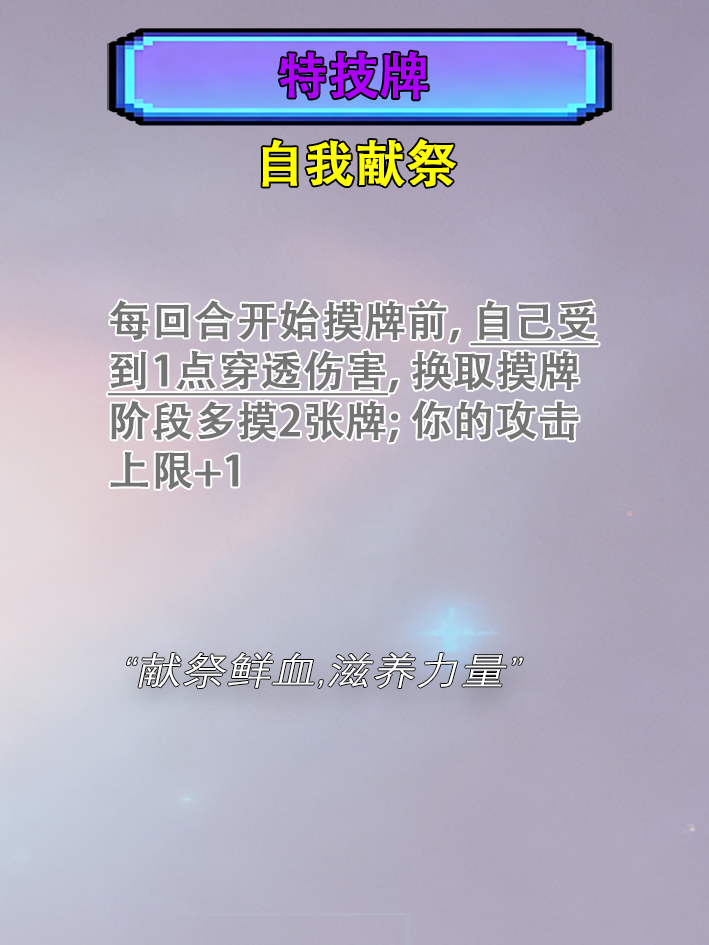 特技牌
自我献祭
每回合开始摸牌前, 自己受
到1点穿透伤害, 换取摸牌
阶段多摸2张牌; 你的攻击
上限+1
“献祭鲜血,滋养力量”